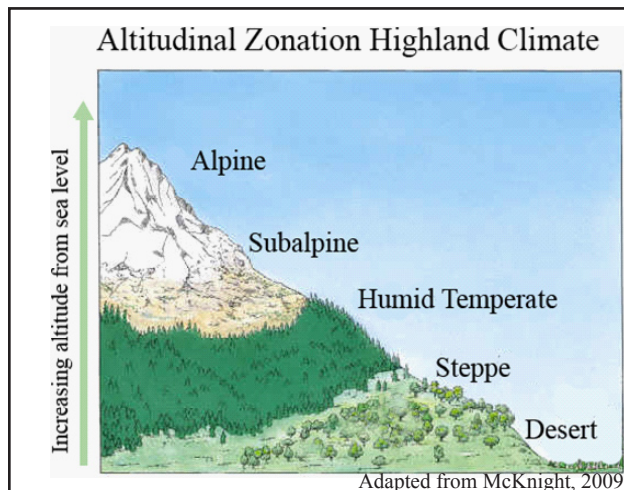 Altitudinal Zonation Highland Climate
Increasing altitude from sea level
Alpine
Subalpine
Humid Temperate
Steppe
Desert
Adapted from McKnight, 2009